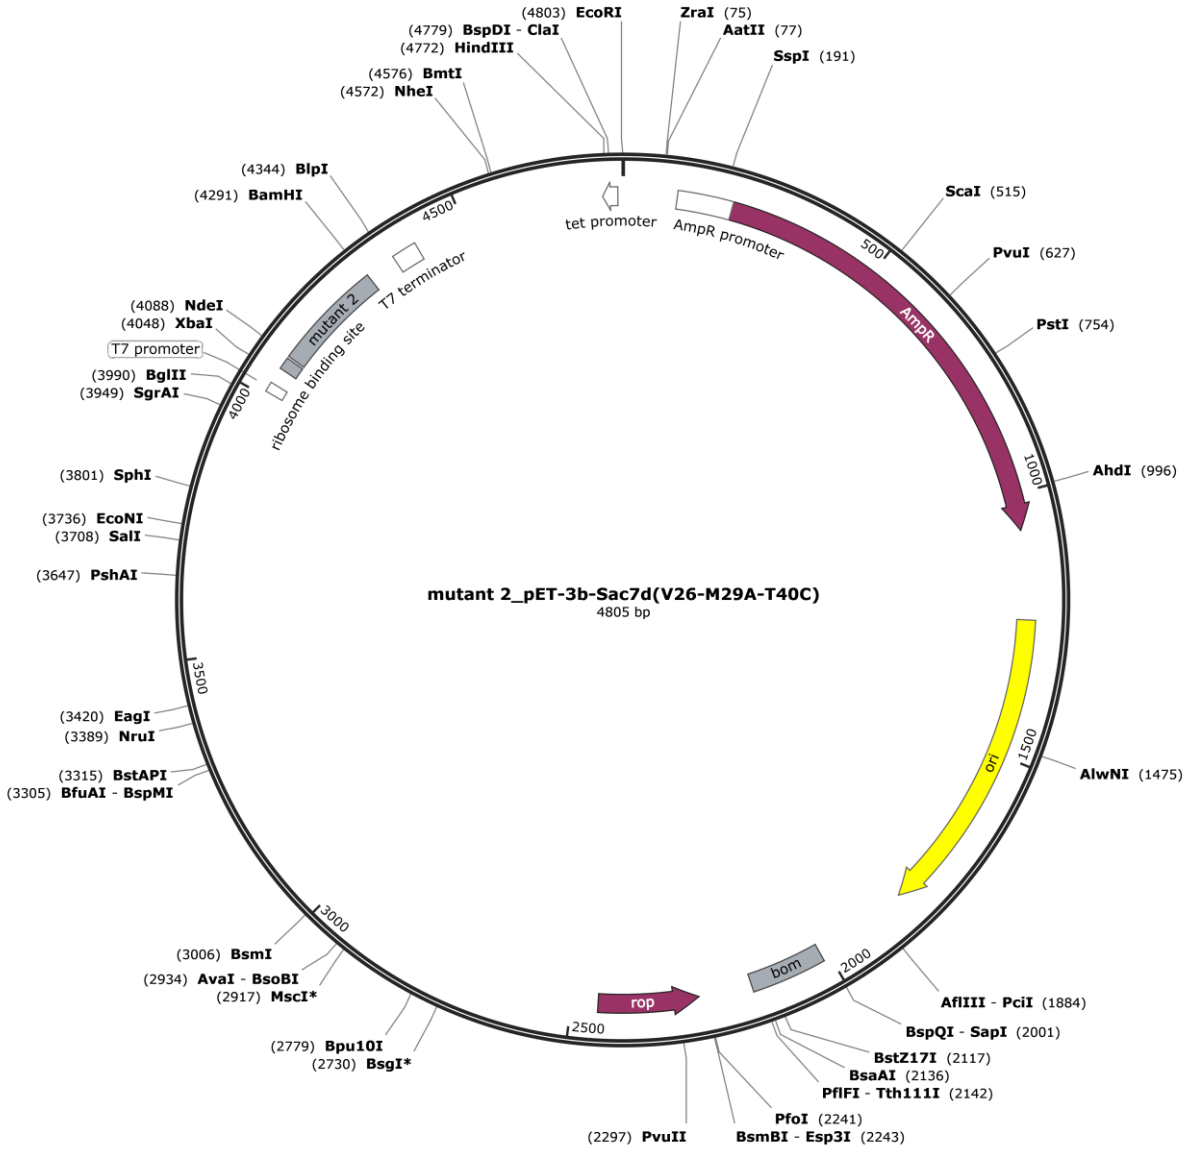 (4803) EcoRI
ZraI (75)
(4779) BspDI - ClaI
AatII (77)
(4772) HindIII
SspI (191)
(4576) BmtI
(4572) NheI
(4344) BlpI
(4291) BamHI
4500
tet promoter
AmpR promoter
ScaI (515)
500
PvuI (627)
T7 terminator
mutant 2
AmpR
(4088) NdeI
(4048) XbaI
T7 promoter
PstI (754)
(3990) BglII
(3949) SgrAI
4000
ribosome binding site
1000
AhdI (996)
(3801) SphI
(3736) EcoNI
(3708) SalI
(3647) PshAI
mutant 2_pET-3b-Sac7d(V26-M29A-T40C)
4805 bp
3500
(3420) EagI
(3389) NruI
1500
ori
(3315) BstAPI
(3305) BfuAI - BspMI
AlwNI (1475)
3000
(3006) BsmI
(2934) AvaI - BsoBI
(2917) MscI*
2000
bom
rop
2500
AflIII - PciI (1884)
BspQI - SapI (2001)
(2779) Bpu10I
(2730) BsgI*
BstZ17I (2117)
BsaAI (2136)
PflFI - Tth111I (2142)
PfoI (2241)
(2297) PvuII
BsmBI - Esp3I (2243)